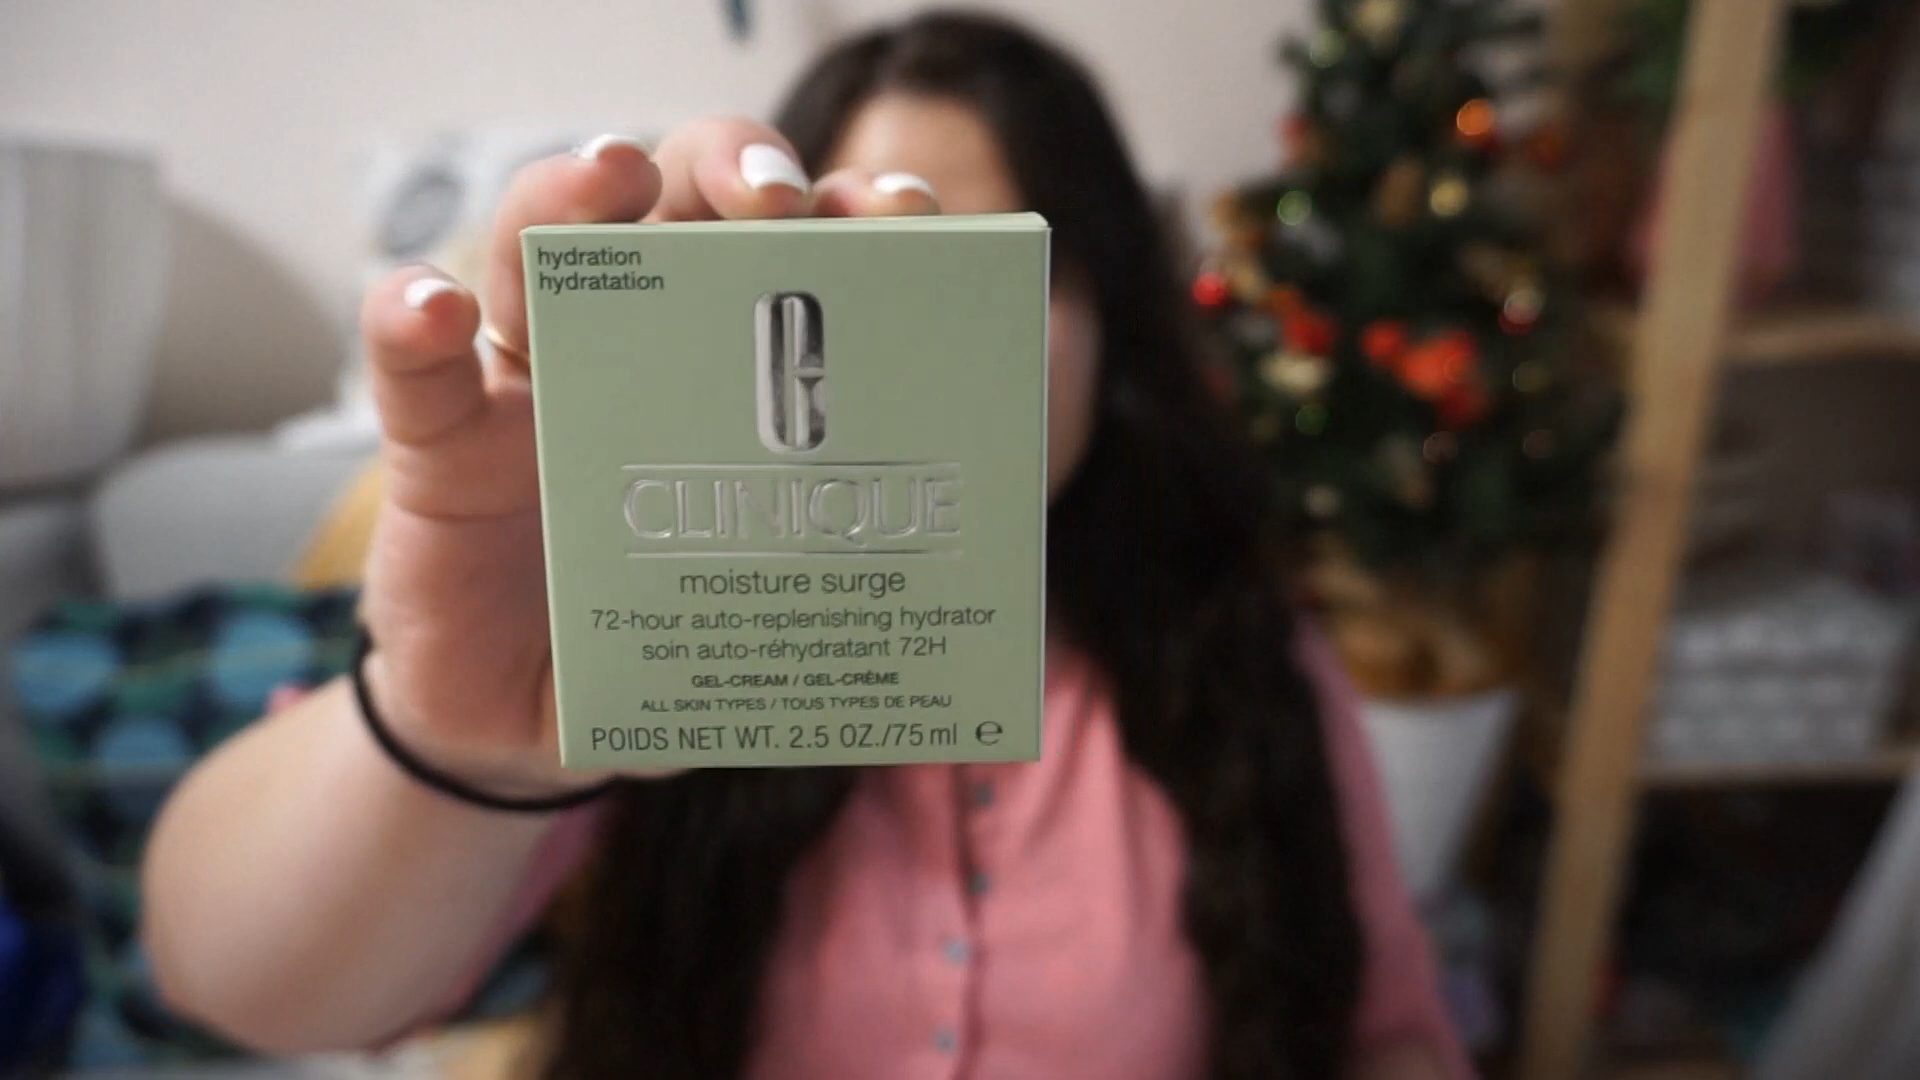 hydration
hydratation
C
CLINIQUE
moisture surge
72-hour auto-replenishing hydrator
soin auto-réhydratant 72H
GEL-CREAM / GEL-CRÈME
ALL SKIN TYPES / TOUS TYPES DE PEAU
POIDS NET WT. 2.5 OZ./75 ml ℮